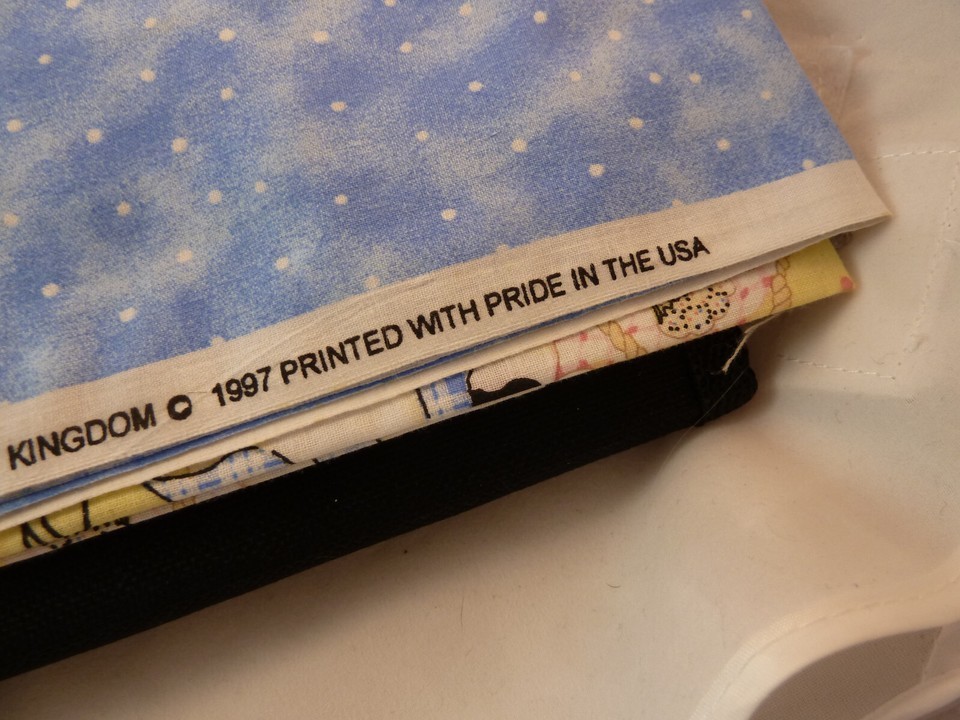 KINGDOM © 1997 PRINTED WITH PRIDE IN THE USA